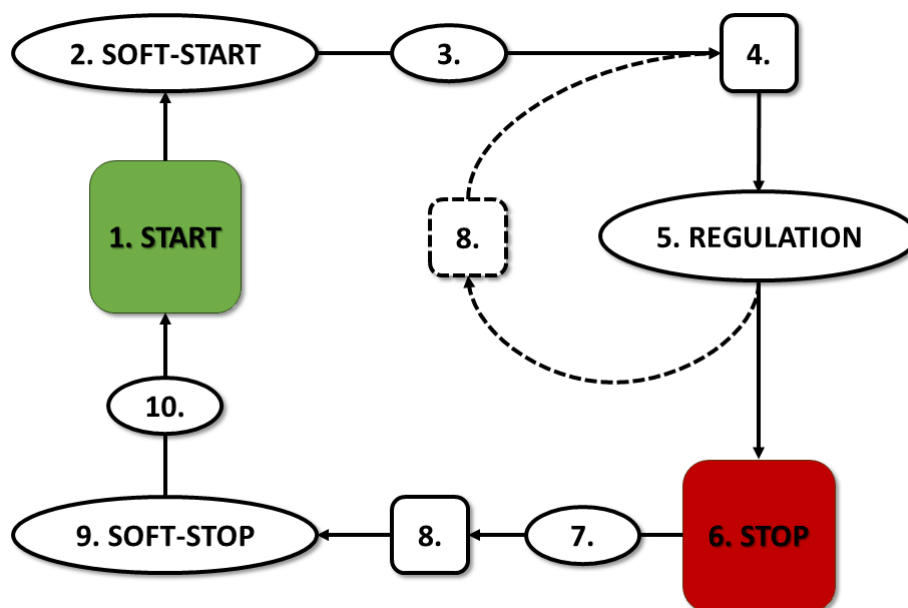 2. SOFT-START
3.
4.
1. START
8.
5. REGULATION
10.
9. SOFT-STOP
8.
7.
6. STOP